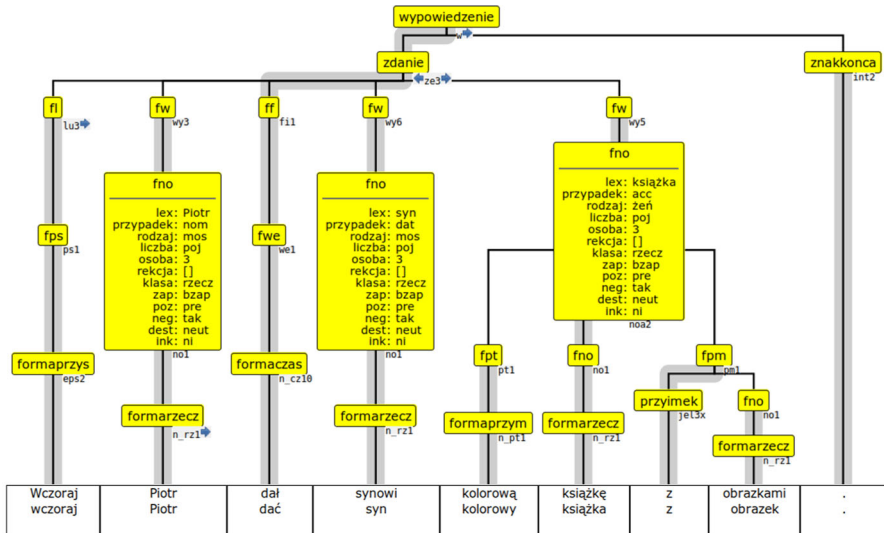 wypowiedzenie
w
zdanie
ze3
znakkonca
int2
fl
lu3
fw
wy3
ff
fi1
fw
wy6
fw
wy5
fno
lex: Piotr
przypadek: nom
rodzaj: mos
liczba: poj
osoba: 3
rekcja: []
klasa: rzecz
zap: bzap
poz: pre
neg: tak
dest: neut
ink: ni
no1
fno
lex: syn
przypadek: dat
rodzaj: mos
liczba: poj
osoba: 3
rekcja: []
klasa: rzecz
zap: bzap
poz: pre
neg: tak
dest: neut
ink: ni
no1
fno
lex: książka
przypadek: acc
rodzaj: żeń
liczba: poj
osoba: 3
rekcja: []
klasa: rzecz
zap: bzap
poz: pre
neg: tak
dest: neut
ink: ni
noa2
fps
ps1
fwe
we1
formaprzys
eps2
formaczas
n_cz10
fpt
pt1
fno
no1
fpm
pm1
przyimek
jel3x
fno
no1
formarzecz
n_rz1
formarzecz
n_rz1
formaprzym
n_pt1
formarzecz
n_rz1
formarzecz
n_rz1
Wczoraj Piotr dał synowi kolorową książkę z obrazkami .
wczoraj Piotr dać syn kolorowy książka z obrazek .